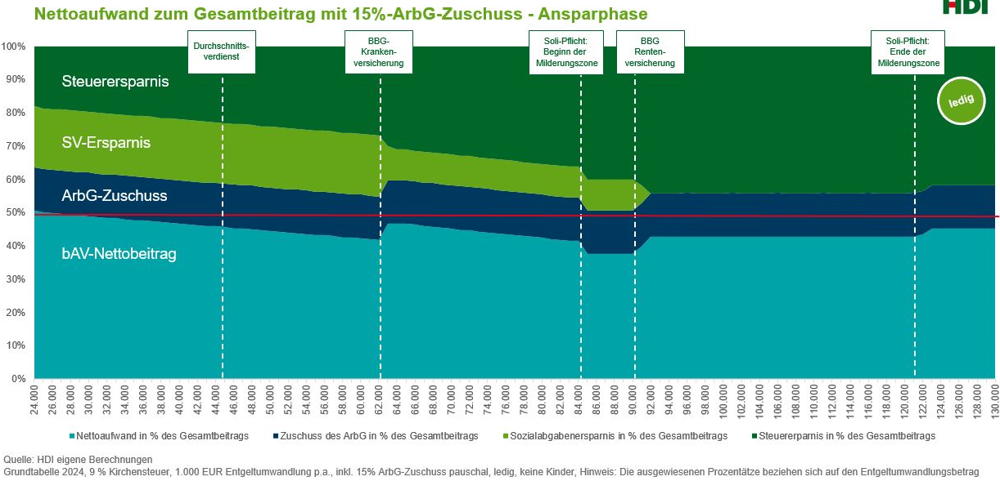 Nettoaufwand zum Gesamtbeitrag mit 15%-ArbG-Zuschuss - Ansparphase
HDI
Durchschnitts-
verdienst
BBG-
Kranken-
versicherung
Soli-Pflicht:
Beginn der
Milderungszone
BBG
Renten-
versicherung
Soli-Pflicht:
Ende der
Milderungszone
100%
90%
80%
70%
60%
50%
40%
30%
20%
10%
0%
Steuerersparnis
ledig
SV-Ersparnis
ArbG-Zuschuss
bAV-Nettobeitrag
24.000
26.000
28.000
30.000
32.000
34.000
36.000
38.000
40.000
42.000
44.000
46.000
48.000
50.000
52.000
54.000
56.000
58.000
60.000
62.000
64.000
66.000
68.000
70.000
72.000
74.000
76.000
78.000
80.000
82.000
84.000
86.000
88.000
90.000
92.000
94.000
96.000
98.000
100.000
102.000
104.000
106.000
108.000
110.000
112.000
114.000
116.000
118.000
120.000
122.000
124.000
126.000
128.000
130.000
Nettoaufwand in % des Gesamtbeitrags
Zuschuss des ArbG in % des Gesamtbeitrags
Sozialabgabenersparnis in % des Gesamtbeitrags
Steuererparnis in % des Gesamtbeitrags
Quelle: HDI eigene Berechnungen
Grundtabelle 2024, 9 % Kirchensteuer, 1.000 EUR Entgeltumwandlung p.a., inkl. 15% ArbG-Zuschuss pauschal, ledig, keine Kinder, Hinweis: Die ausgewiesenen Prozentätze beziehen sich auf den Entgeltumwandlungsbetrag